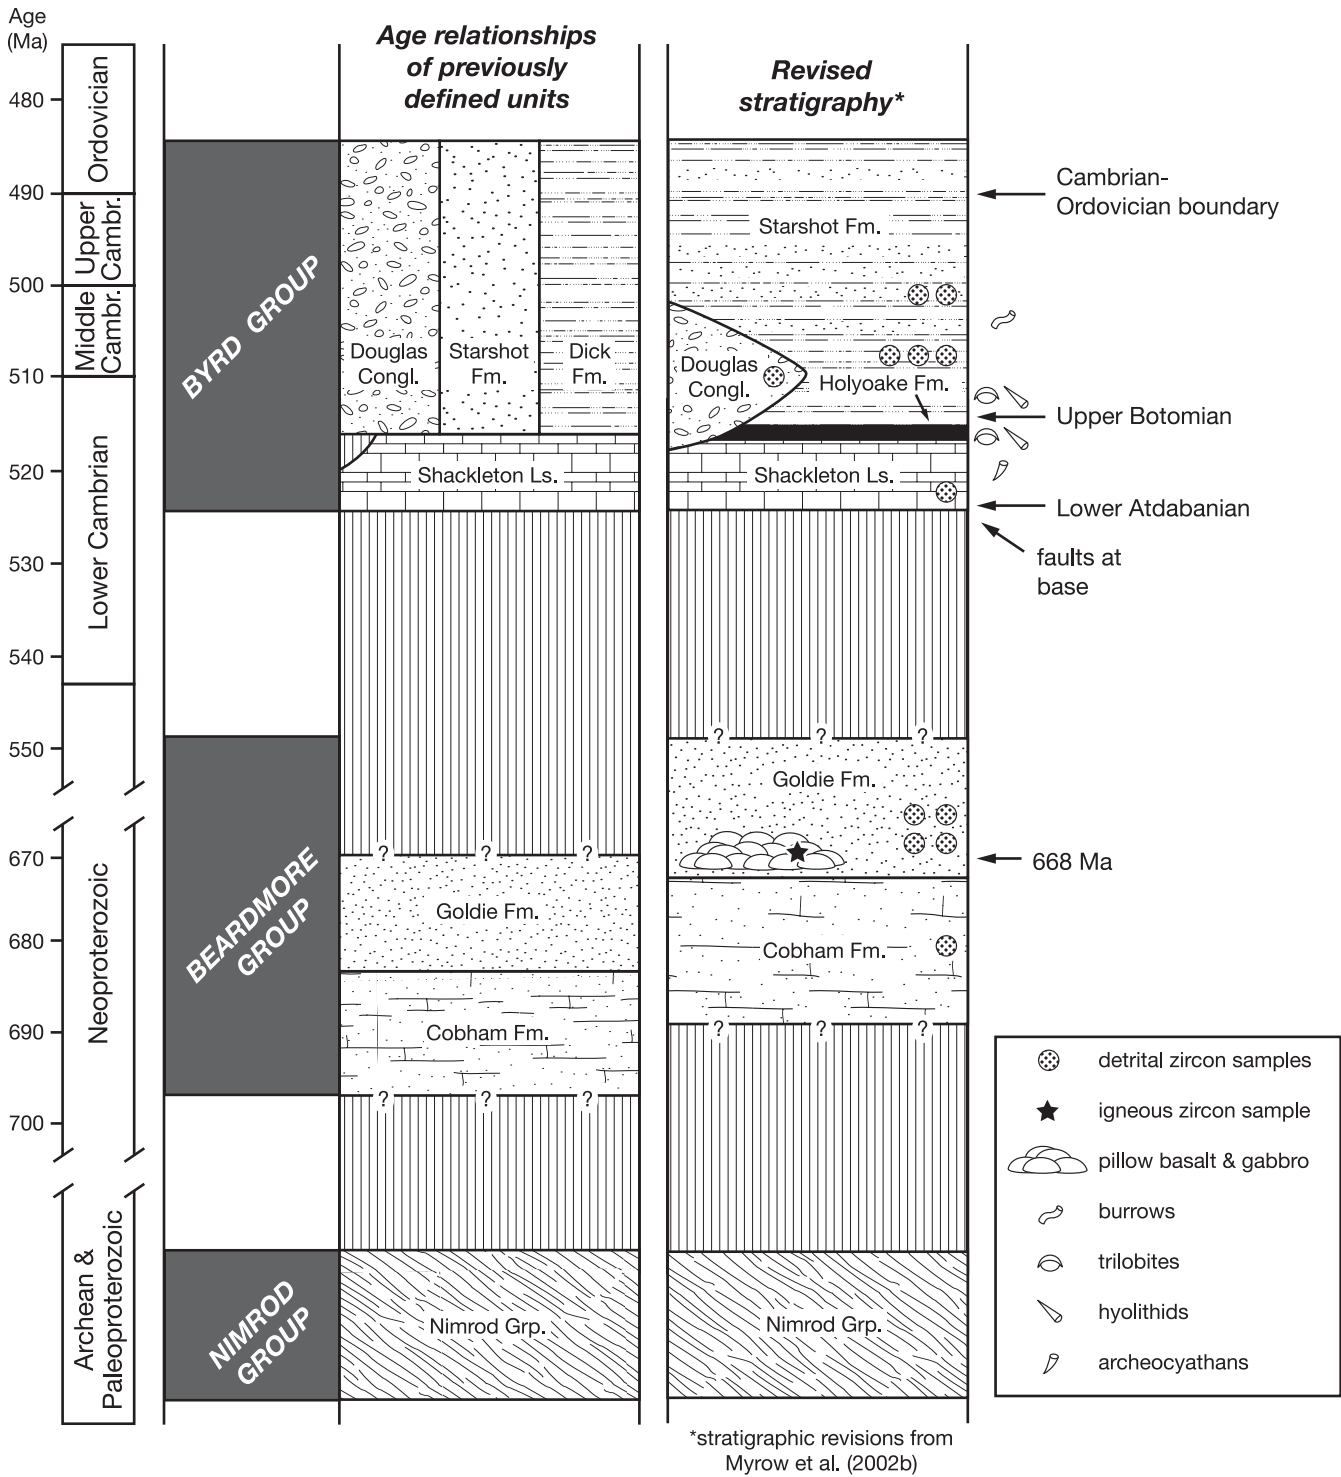 Age
(Ma)
Age relationships
of previously
defined units
Revised
stratigraphy*
480
490
500
510
520
530
540
550
670
680
690
700
Ordovician
Upper
Cambr.
Middle
Cambr.
Lower Cambrian
Neoproterozoic
Archean &
Paleoproterozoic
BYRD GROUP
BEARDMORE
GROUP
NIMROD
GROUP
Douglas
Congl.
Starshot
Fm.
Dick
Fm.
Shackleton Ls.
? ? ?
Goldie Fm.
Cobham Fm.
? ? ?
Nimrod Grp.
Starshot Fm.
Douglas
Congl.
Holyoake Fm.
Shackleton Ls.
? ? ?
Goldie Fm.
Cobham Fm.
? ? ?
Nimrod Grp.
Cambrian-
Ordovician boundary
Upper Botomian
Lower Atdabanian
faults at
base
668 Ma
detrital zircon samples
igneous zircon sample
pillow basalt & gabbro
burrows
trilobites
hyolithids
archeocyathans
*stratigraphic revisions from
Myrow et al. (2002b)